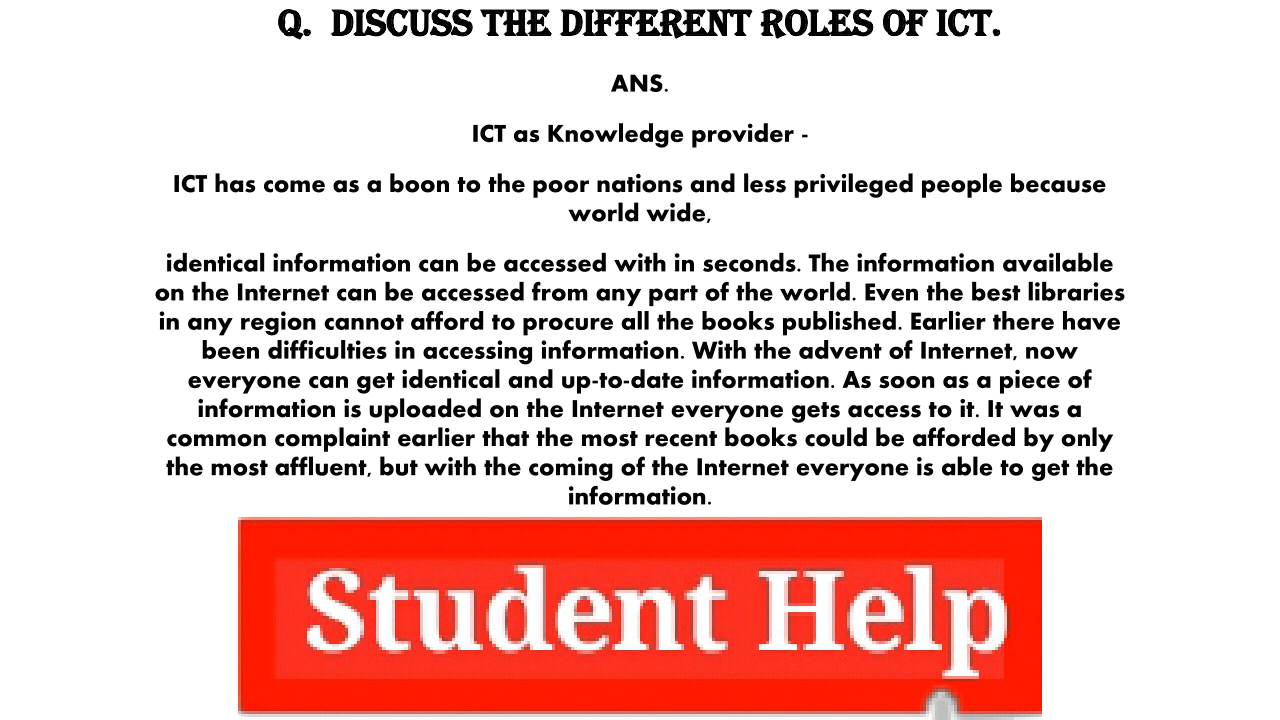 Q. DISCUSS THE DIFFERENT ROLES OF ICT.
ANS.
ICT as Knowledge provider -
ICT has come as a boon to the poor nations and less privileged people because
world wide,
identical information can be accessed with in seconds. The information available
on the Internet can be accessed from any part of the world. Even the best libraries
in any region cannot afford to procure all the books published. Earlier there have
been difficulties in accessing information. With the advent of Internet, now
everyone can get identical and up-to-date information. As soon as a piece of
information is uploaded on the Internet everyone gets access to it. It was a
common complaint earlier that the most recent books could be afforded by only
the most affluent, but with the coming of the Internet everyone is able to get the
information.
Student Help